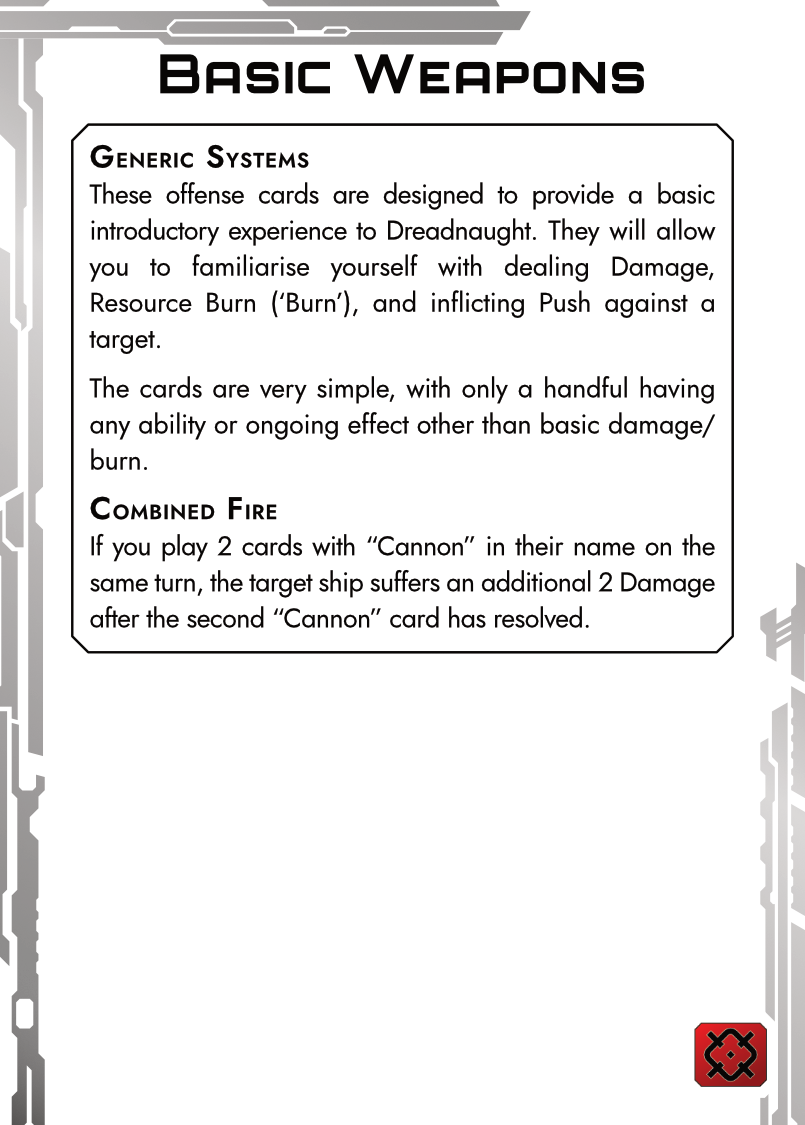 Basic Weapons
Generic Systems
These offense cards are designed to provide a basic
introductory experience to Dreadnaught. They will allow
you to familiarise yourself with dealing Damage,
Resource Burn (‘Burn’), and inflicting Push against a
target.
The cards are very simple, with only a handful having
any ability or ongoing effect other than basic damage/
burn.
Combined Fire
If you play 2 cards with “Cannon” in their name on the
same turn, the target ship suffers an additional 2 Damage
after the second “Cannon” card has resolved.